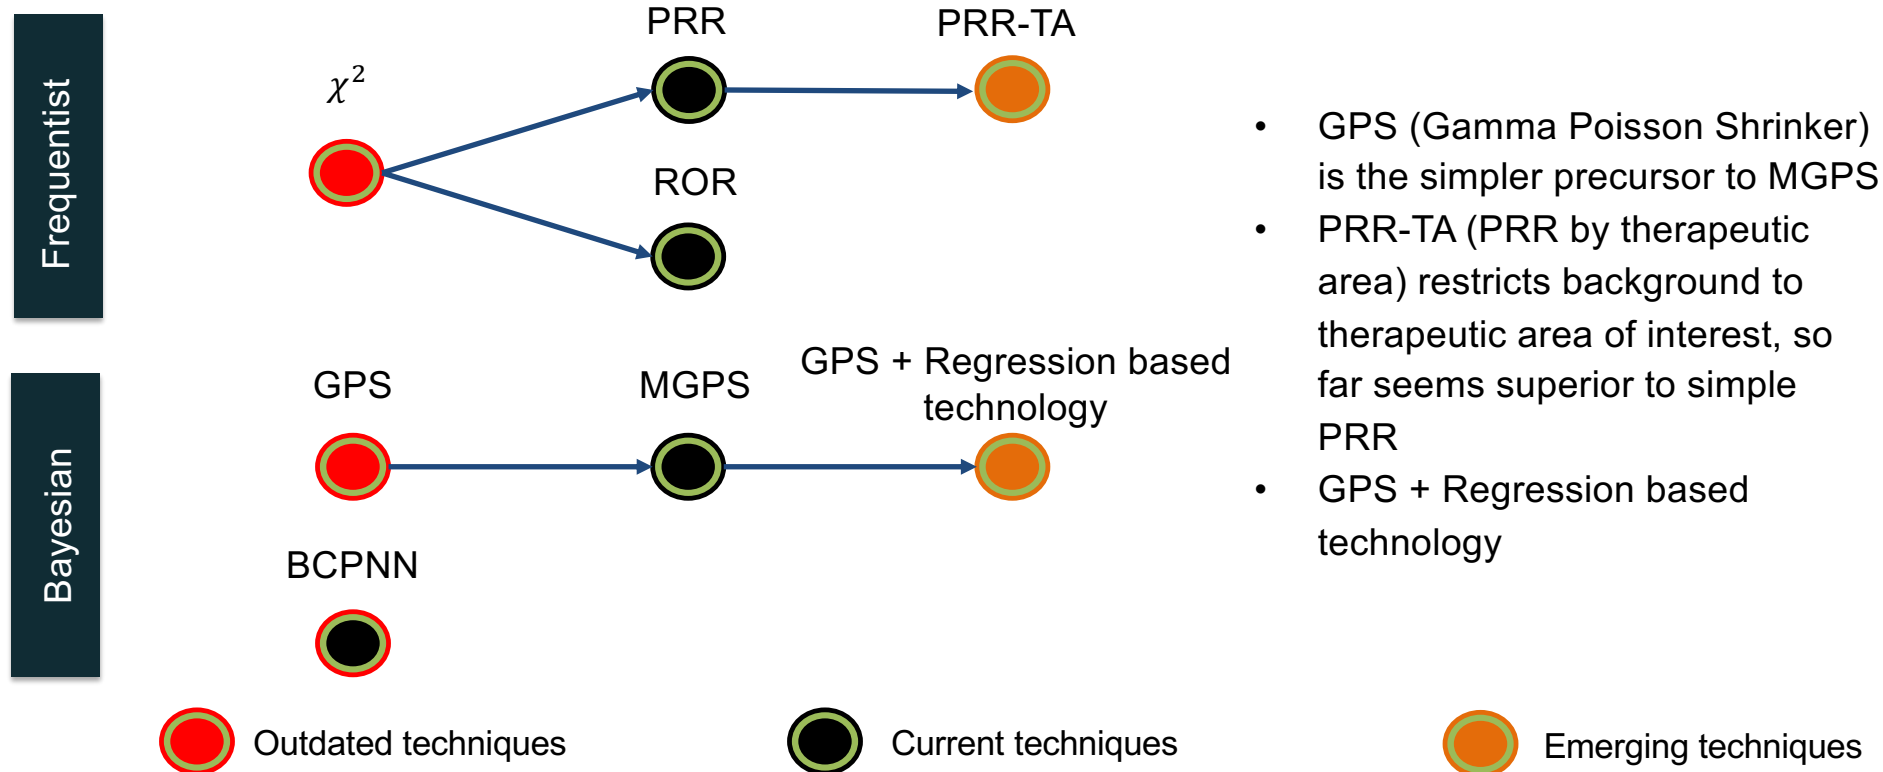 Frequentist
χ²
PRR
PRR-TA
ROR
Bayesian
GPS
MGPS
GPS + Regression based
technology
BCPNN
• GPS (Gamma Poisson Shrinker)
is the simpler precursor to MGPS
• PRR-TA (PRR by therapeutic
area) restricts background to
therapeutic area of interest, so
far seems superior to simple
PRR
• GPS + Regression based
technology
Outdated techniques
Current techniques
Emerging techniques